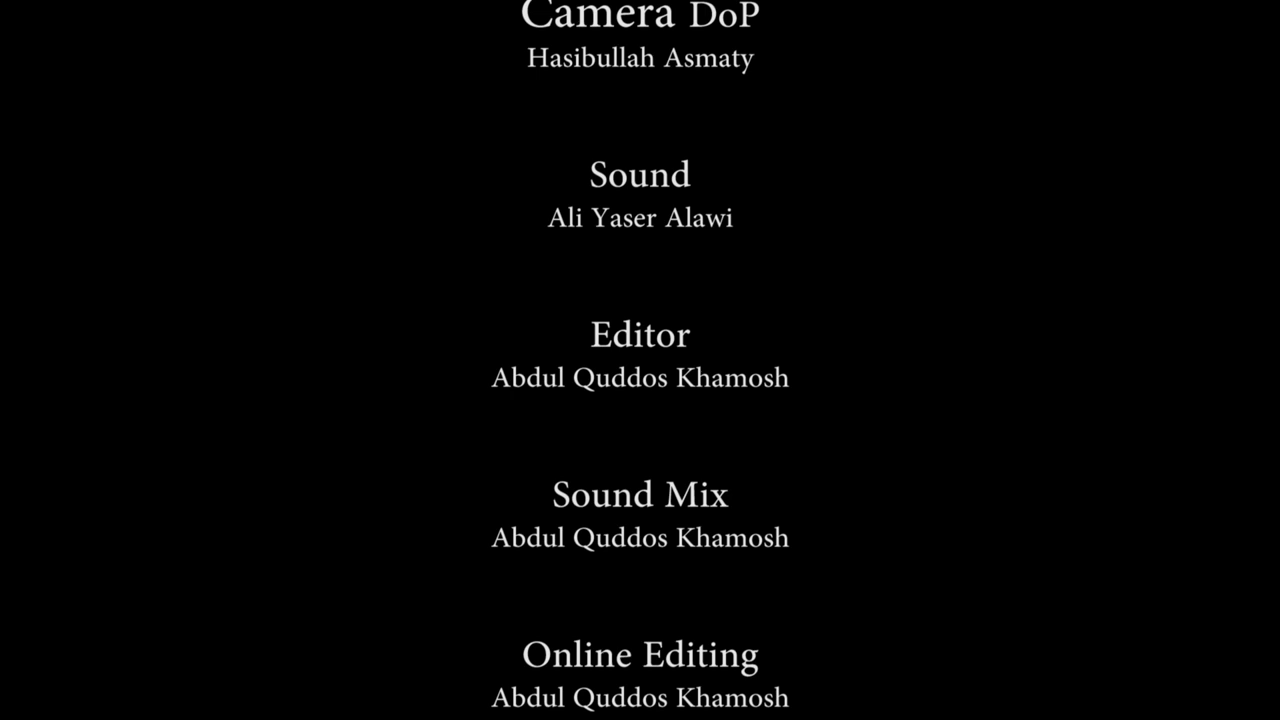 Camera DoP
Hasibullah Asmaty
Sound
Ali Yaser Alawi
Editor
Abdul Quddos Khamosh
Sound Mix
Abdul Quddos Khamosh
Online Editing
Abdul Quddos Khamosh